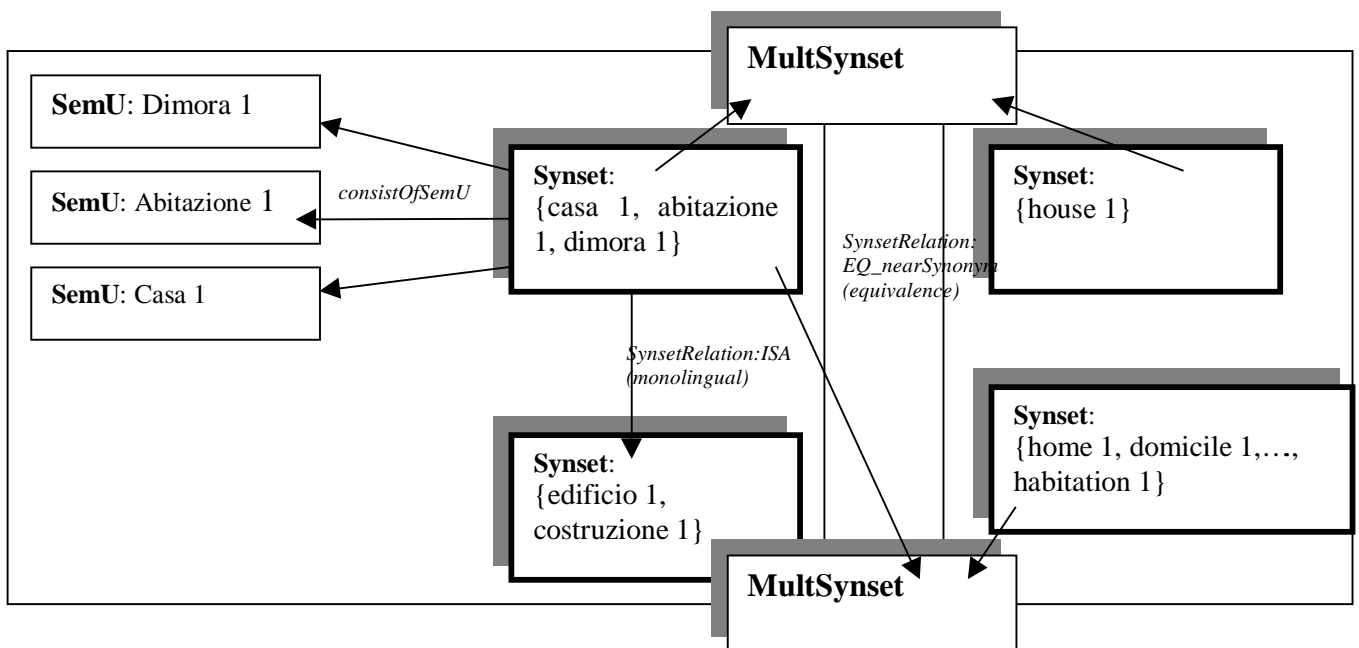 MultSynset
SemU: Dimora 1
SemU: Abitazione 1
SemU: Casa 1
consistOfSemU
Synset:
{casa 1, abitazione
1, dimora 1}
SynsetRelation:
EQ_nearSynonym
(equivalence)
Synset:
{house 1}
SynsetRelation:ISA
(monolingual)
Synset:
{edificio 1,
costruzione 1}
Synset:
{home 1, domicile 1,…,
habitation 1}
MultSynset